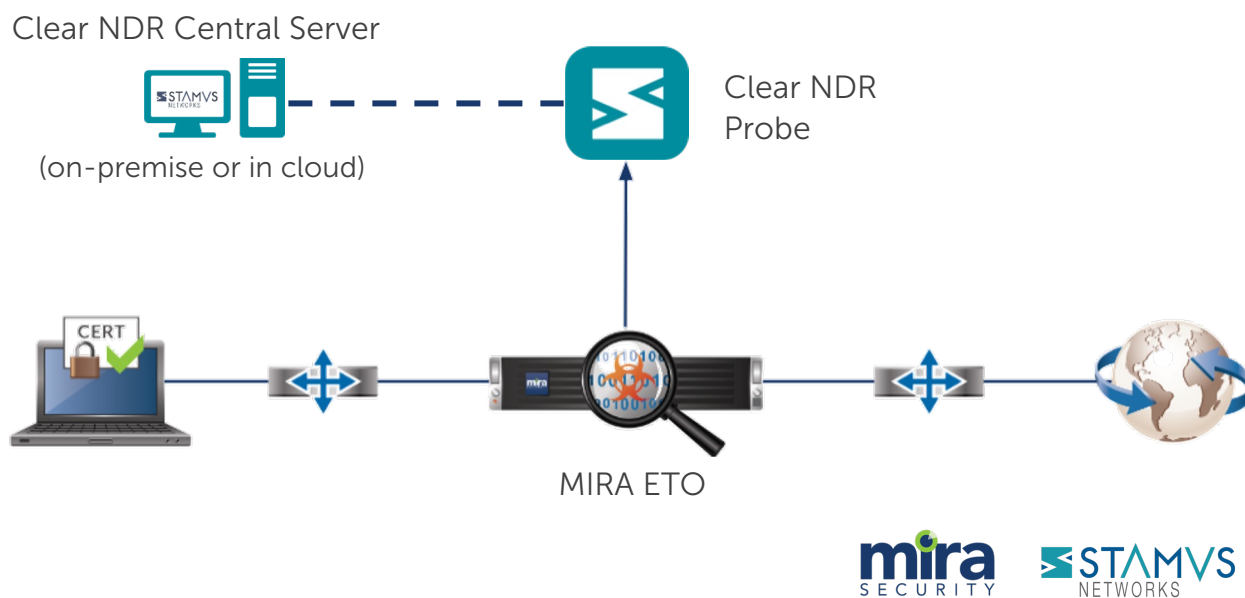 Clear NDR Central Server
STAMVS
NETWORKS
(on-premise or in cloud)
Clear NDR
Probe
CERT
mira
MIRA ETO
mira
SECURITY
STAMVS
NETWORKS